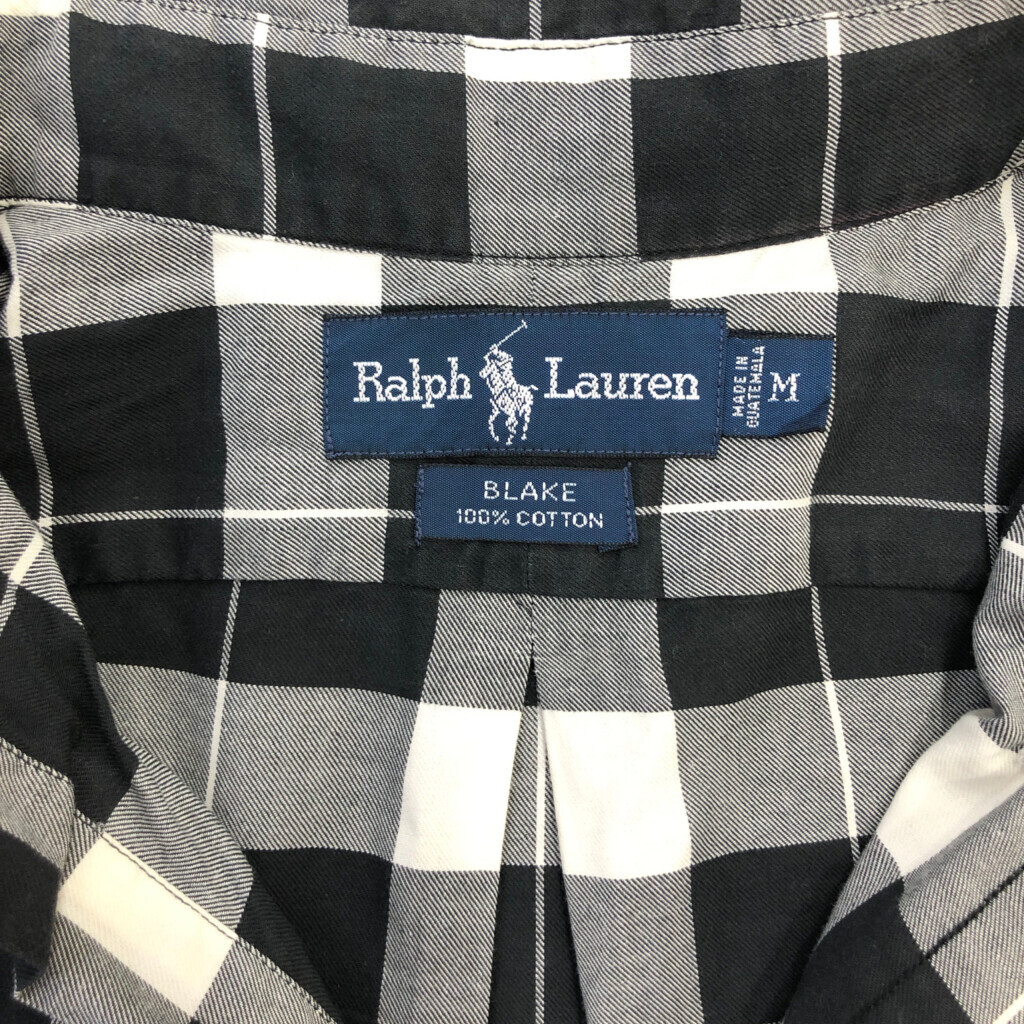 Ralph Lauren
MADE IN
GUATEMALA
M
BLAKE
100% COTTON